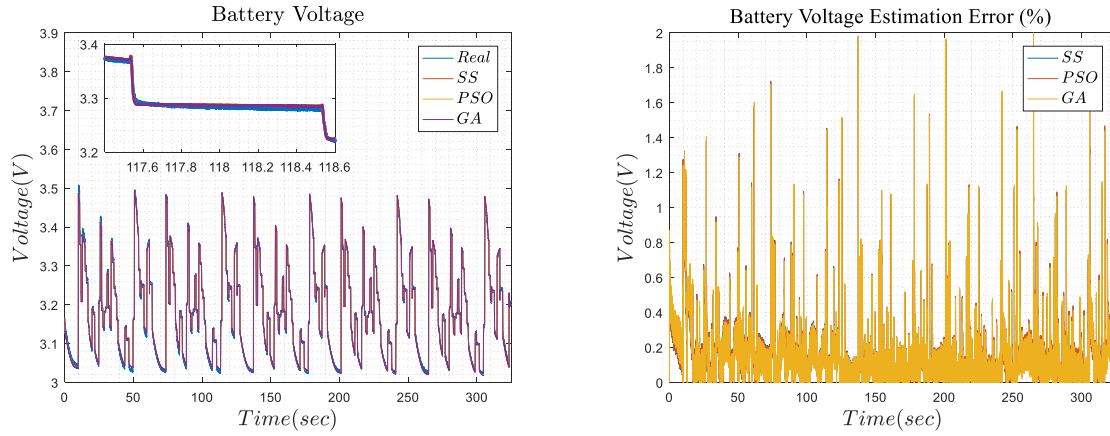 Battery Voltage
3.9
3.8
3.7
3.6
3.5
3.4
3.3
3.2
3.1
3
Voltage(V)
3.4
3.3
3.2
117.6 117.8 118 118.2 118.4 118.6
Real
SS
PSO
GA
0 50 100 150 200 250 300
Time(sec)
Battery Voltage Estimation Error (%)
2
1.8
1.6
1.4
1.2
1
0.8
0.6
0.4
0.2
0
Voltage(V)
SS
PSO
GA
0 50 100 150 200 250 300
Time(sec)